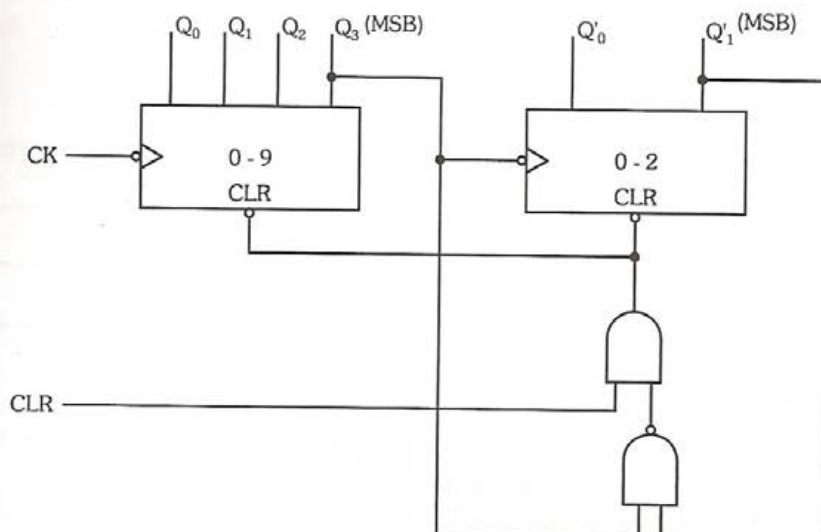 Q₀ Q₁ Q₂ Q₃ (MSB) Q'₀ Q'₁ (MSB)
CK 0 - 9 0 - 2
CLR CLR
CLR